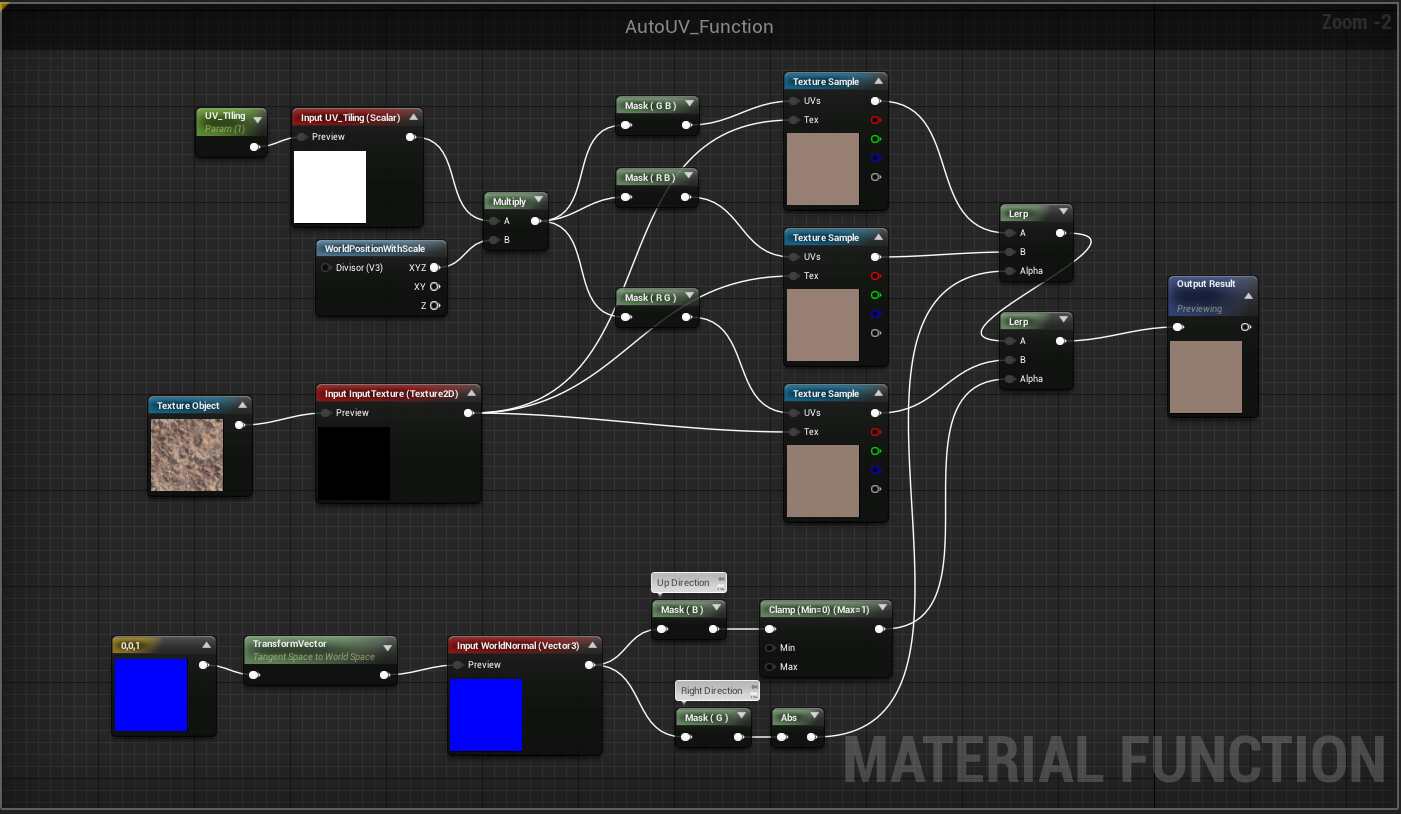 AutoUV_Function
Zoom -2
UV_Tiling
Param (1)
Input UV_Tiling (Scalar)
Preview
WorldPositionWithScale
Divisor (V3)
XYZ
XY
Z
Multiply
A
B
Mask ( G B )
Mask ( R B )
Mask ( R G )
Texture Sample
UVs
Tex
Texture Sample
UVs
Tex
Texture Sample
UVs
Tex
Lerp
A
B
Alpha
Lerp
A
B
Alpha
Output Result
Previewing
Texture Object
Input InputTexture (Texture2D)
Preview
0,0,1
TransformVector
Tangent Space to World Space
Input WorldNormal (Vector3)
Preview
Up Direction
Mask ( B )
Clamp (Min=0) (Max=1)
Min
Max
Right Direction
Mask ( G )
Abs
MATERIAL FUNCTION